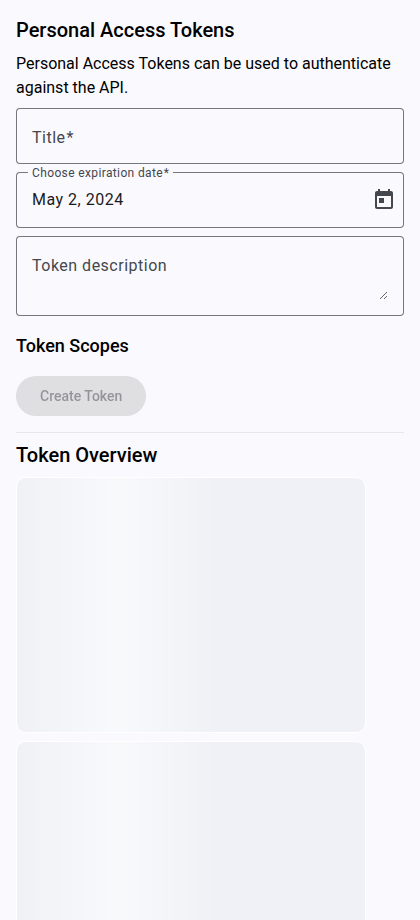 Personal Access Tokens
Personal Access Tokens can be used to authenticate
against the API.
Title*
Choose expiration date*
May 2, 2024
Token description
Token Scopes
Create Token
Token Overview